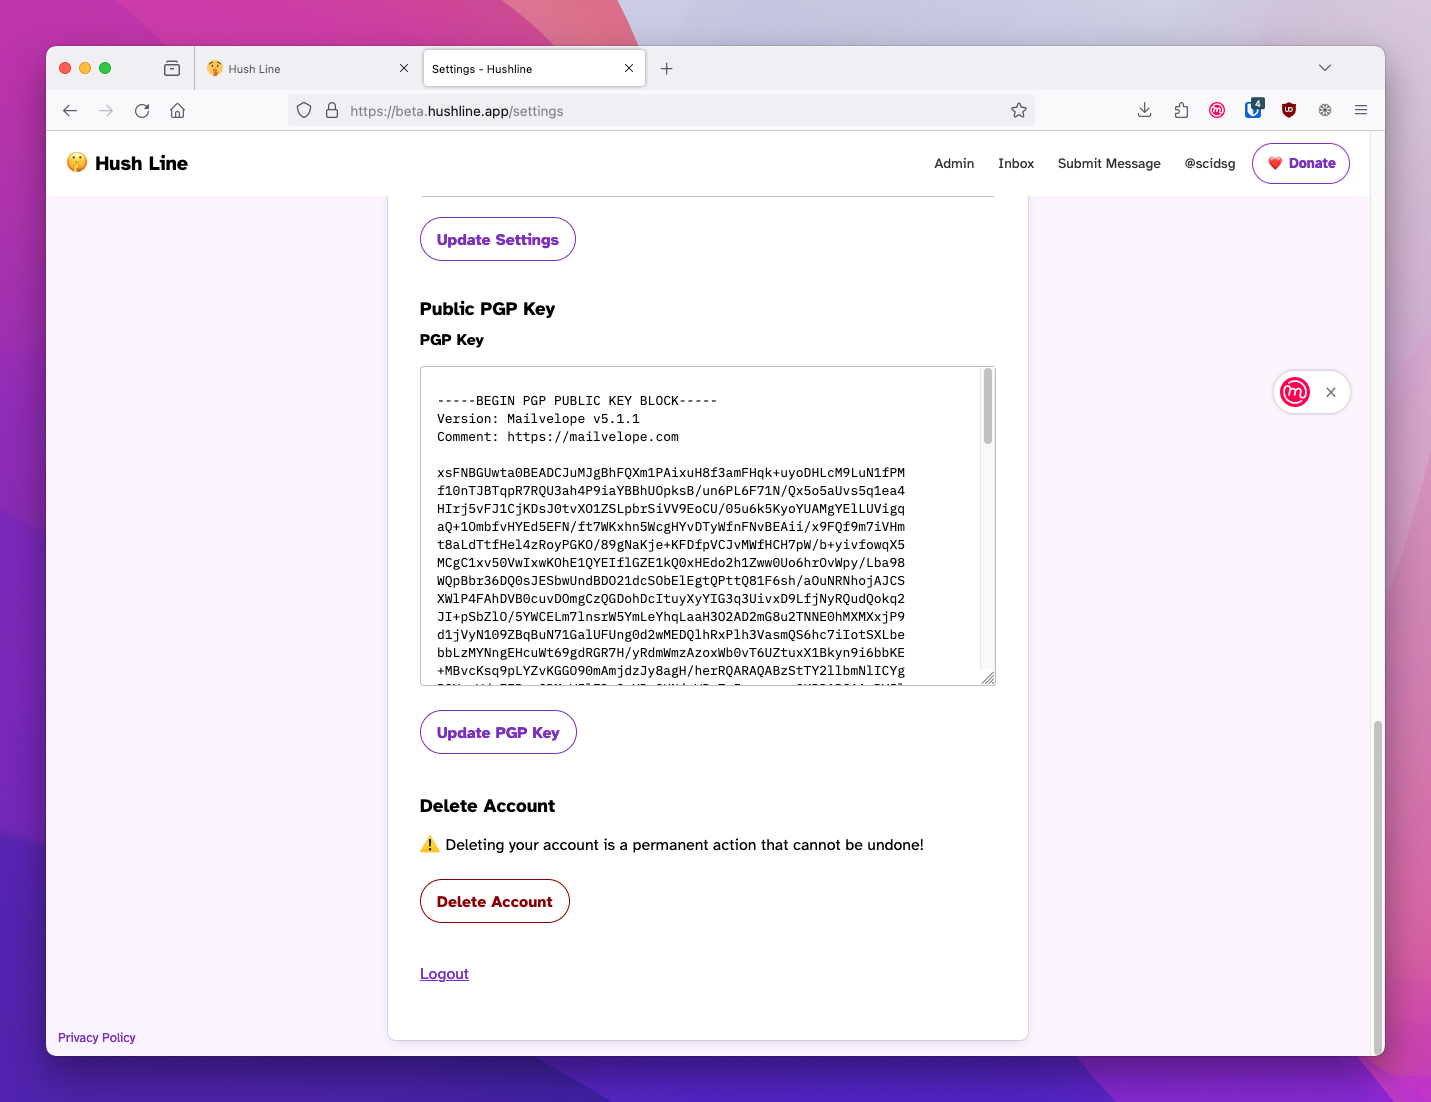 Hush Line
Settings - Hushline
https://beta.hushline.app/settings
4
Hush Line
Admin
Inbox
Submit Message
@scidsg
Donate
Update Settings
Public PGP Key
PGP Key
-----BEGIN PGP PUBLIC KEY BLOCK-----
Version: Mailvelope v5.1.1
Comment: https://mailvelope.com
xsFNBGUwta0BEADCJuMJgBhFQXm1PAixuH8f3amFHqk+uyoDHLcM9LuN1fPM
f10nTJBTqpR7RQU3ah4P9iaYBBhUOpksB/un6PL6F71N/Qx5o5aUvs5q1ea4
HIrj5vFJ1CjKDsJ0tvXO1ZSLpbrSiVV9EoCU/05u6k5KyoYUAMgYElLUVigq
aQ+1OmbfvHYEd5EFN/ft7WKxhn5WcgHYvDTyWfnFNvBEAii/x9FQf9m7iVHm
t8aLdTtfHel4zRoyPGKO/89gNaKje+KFDfpVCJvMWfHCH7pW/b+yivfowqX5
MCgC1xv50VwIxwKOhE1QYEIflGZE1kQ0xHEdo2h1Zww0Uo6hrOvWpy/Lba98
WQpBbr36DQ0sJESbwUndBDO21dcSObElEgtQPttQ81F6sh/aOuNRNhojAJCS
XWlP4FAhDVB0cuvDOmgCzQGDohDcItuyXyYIG3q3UivxD9LfjNyRQudQokq2
JI+pSbZlO/5YWCELm7lnsrW5YmLeYhqLaaH3O2AD2mG8u2TNNE0hMXMXxjP9
d1jVyN109ZBqBuN71GalUFUng0d2wMEDQlhRxPlh3VasmQS6hc7iIotSXLbe
bbLzMYNngEHcuWt69gdRGR7H/yRdmWmzAzoxWb0vT6UZtuxX1Bkyn9i6bbKE
+MBvcKsq9pLYZvKGGO90mAmjdzJy8agH/herRQARAQABzStTY2llbmNlICYg
Update PGP Key
Delete Account
Deleting your account is a permanent action that cannot be undone!
Delete Account
Logout
Privacy Policy